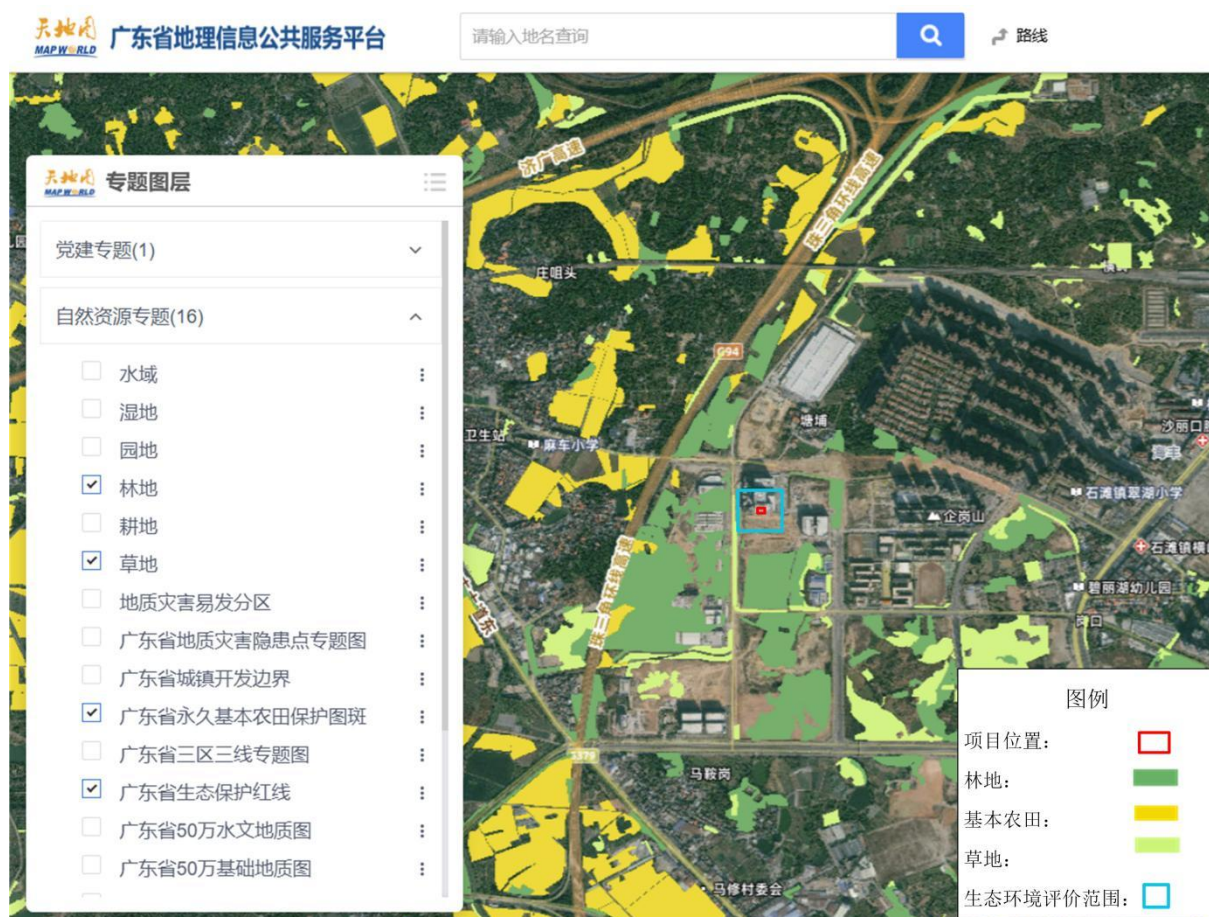 天地图
MAP WORLD
广东省地理信息公共服务平台
请输入地名查询
路线
天地图
MAP WORLD
专题图层
党建专题(1)
自然资源专题(16)
水域
湿地
园地
林地
耕地
草地
地质灾害易发分区
广东省地质灾害隐患点专题图
广东省城镇开发边界
广东省永久基本农田保护图斑
广东省三区三线专题图
广东省生态保护红线
广东省50万水文地质图
广东省50万基础地质图
济广高速
珠三角环线高速
庄咀头
G94
塘埔
卫生站
麻车小学
沙丽口
石滩镇翠湖小学
企岗山
石滩镇横
碧丽湖幼儿园
岗口
珠三角环线高速
S379
马鞍岗
马修村委会
图例
项目位置：
林地：
基本农田：
草地：
生态环境评价范围：